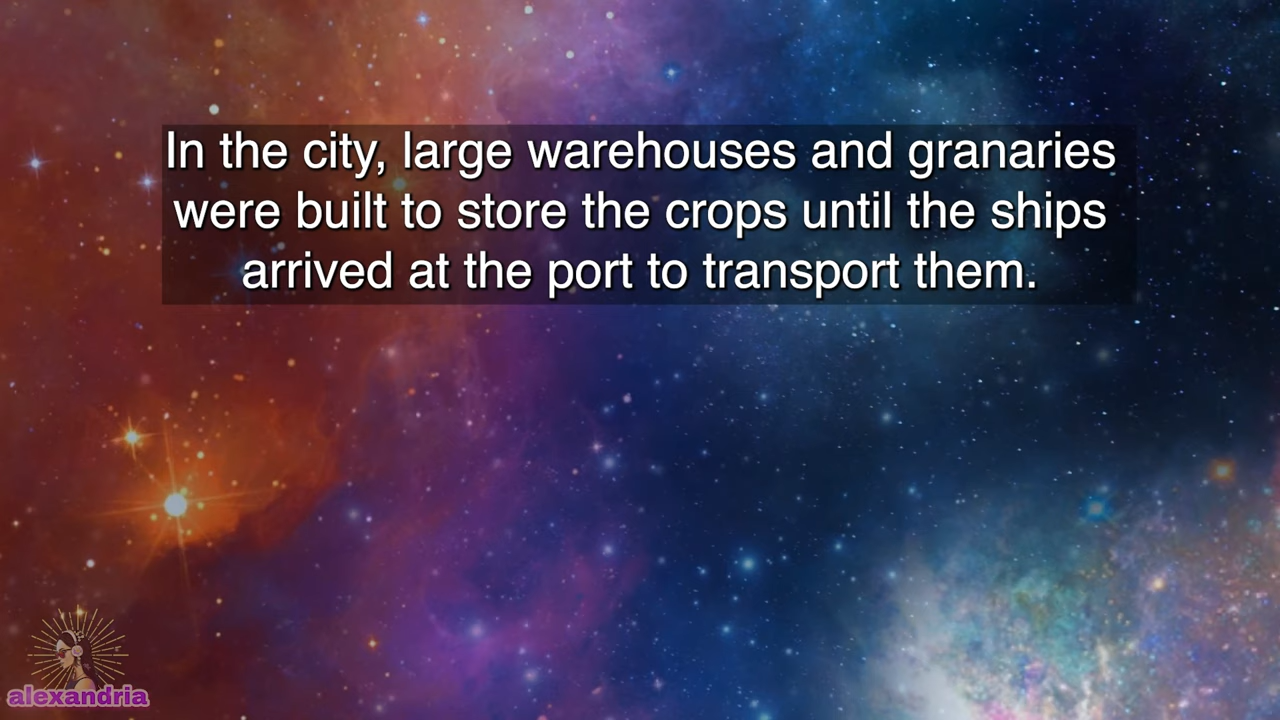 In the city, large warehouses and granaries
were built to store the crops until the ships
arrived at the port to transport them.
alexandria